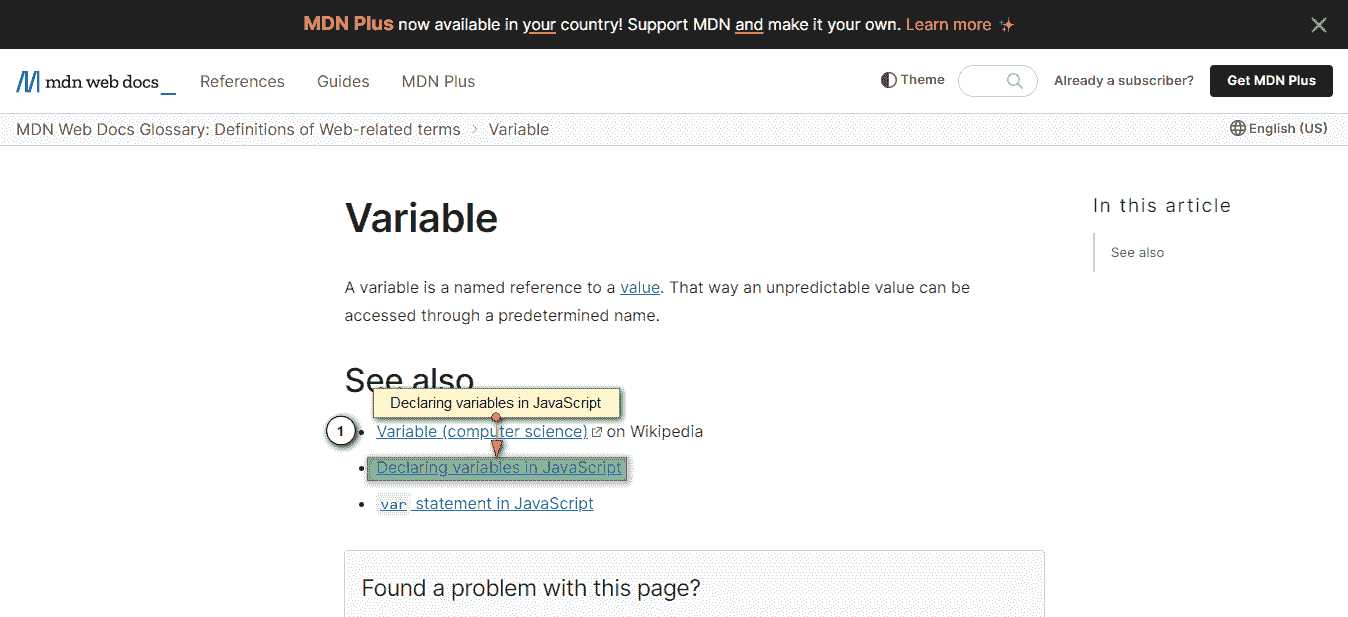 MDN Plus now available in your country! Support MDN and make it your own. Learn more
mdn web docs_ References Guides MDN Plus Theme Already a subscriber? Get MDN Plus
MDN Web Docs Glossary: Definitions of Web-related terms > Variable English (US)
Variable
In this article
See also
A variable is a named reference to a value. That way an unpredictable value can be
accessed through a predetermined name.
See also
Declaring variables in JavaScript
1
• Variable (computer science) on Wikipedia
• Declaring variables in JavaScript
• var statement in JavaScript
Found a problem with this page?